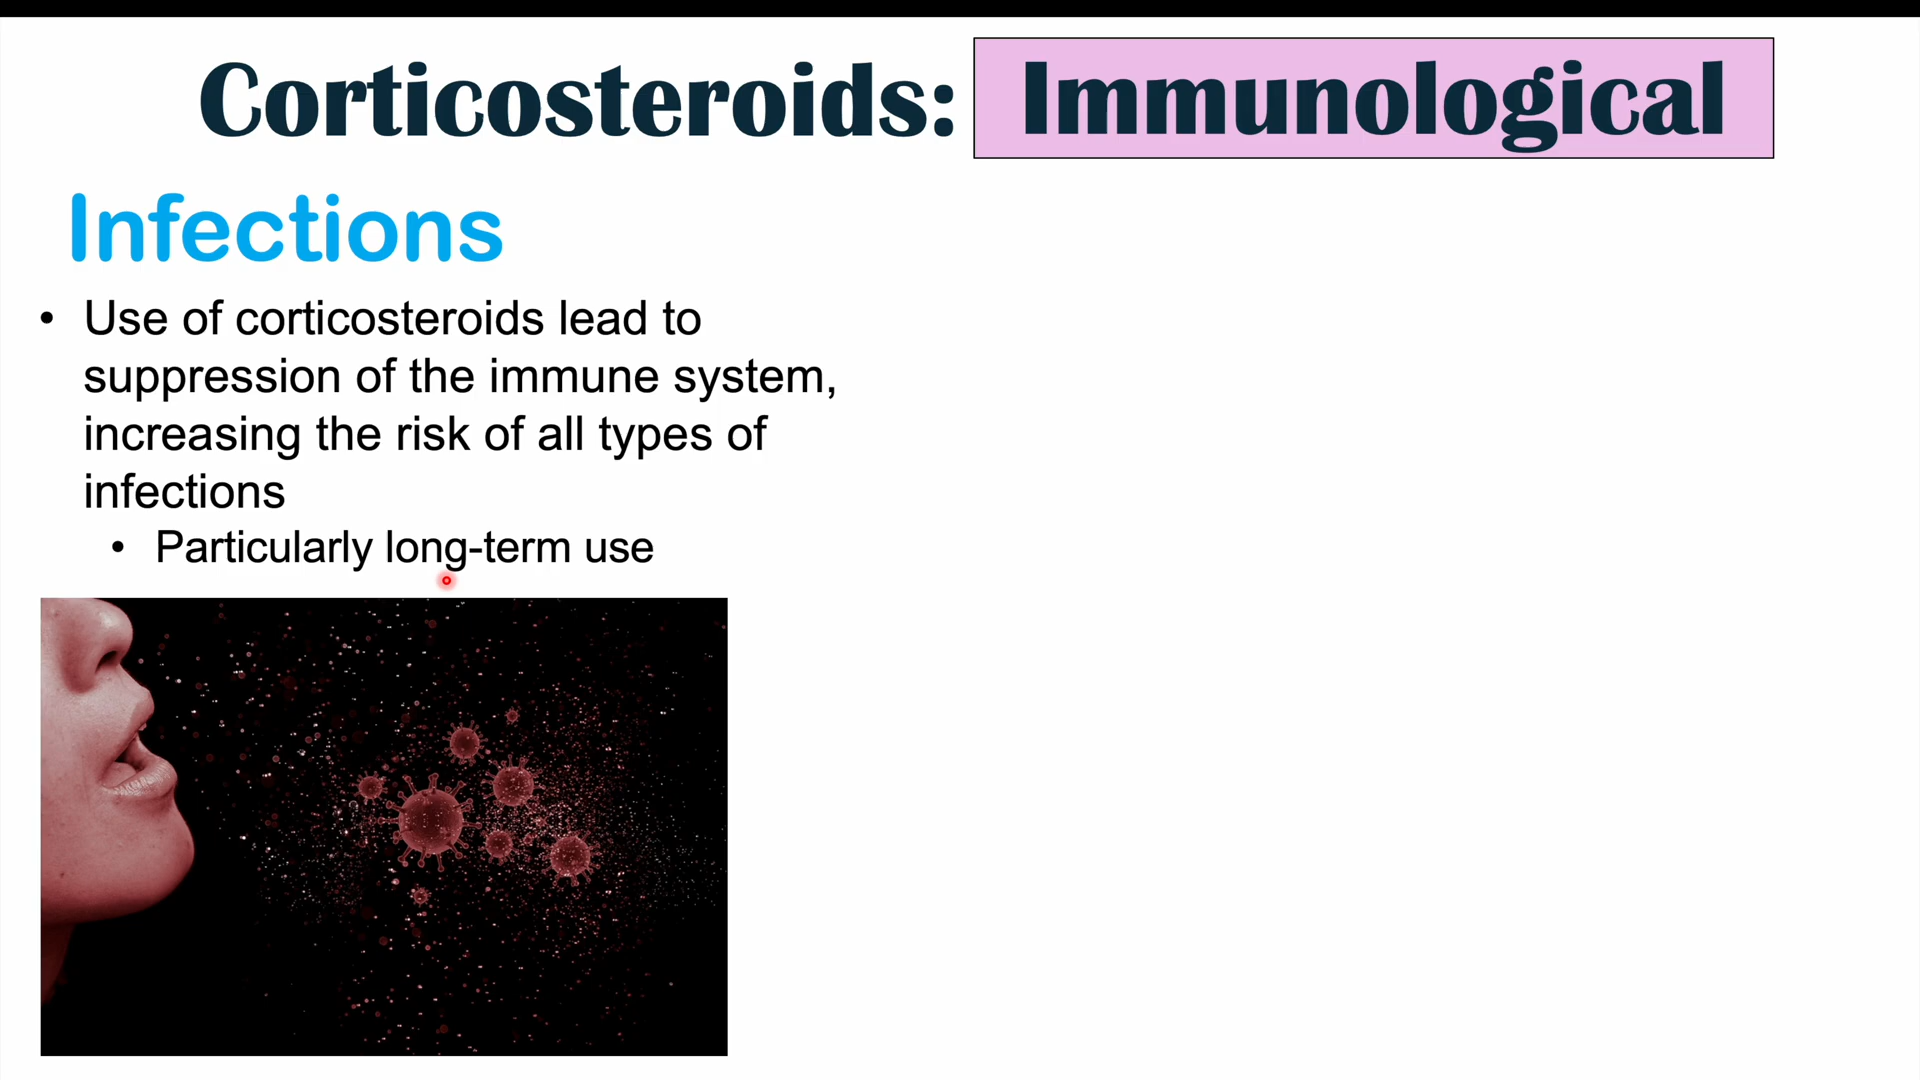 Corticosteroids: Immunological
Infections
• Use of corticosteroids lead to
suppression of the immune system,
increasing the risk of all types of
infections
• Particularly long-term use